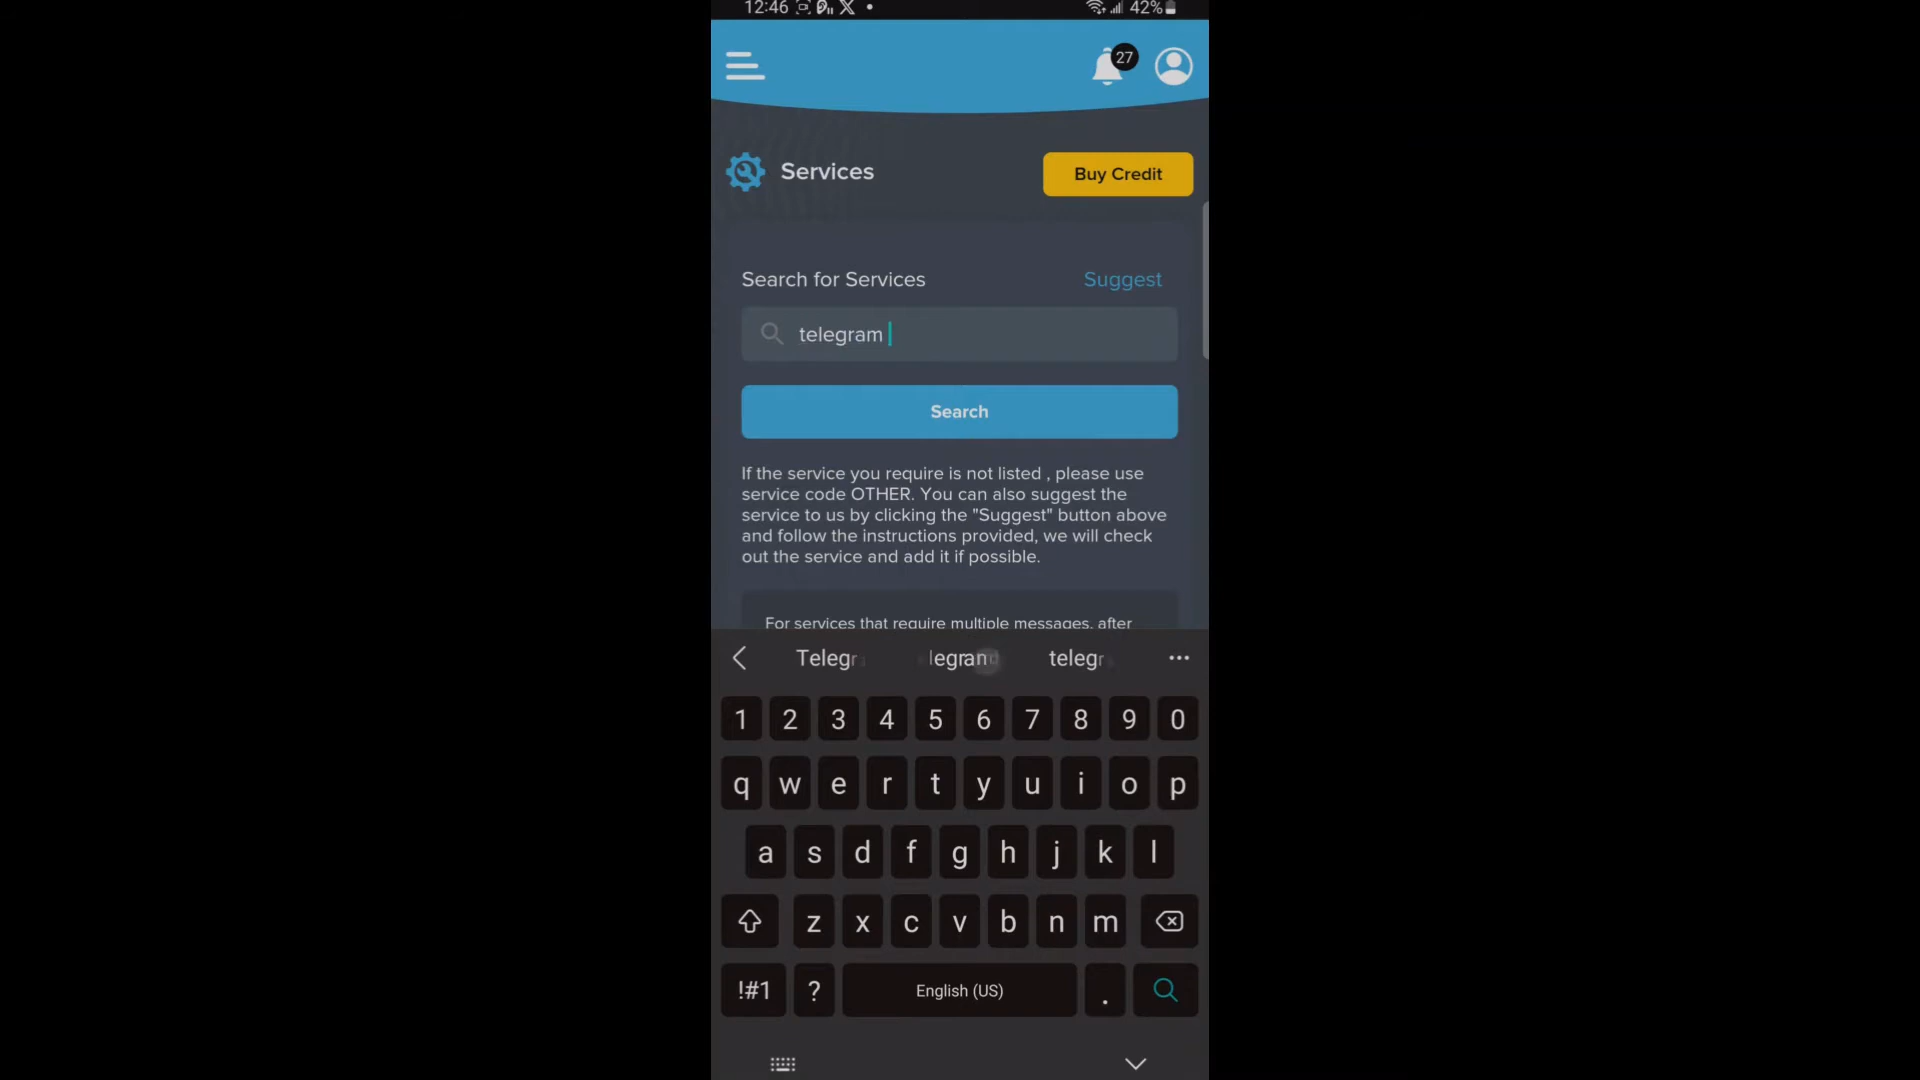 12:46 42%
27
Services
Buy Credit
Search for Services
Suggest
telegram
Search
If the service you require is not listed , please use
service code OTHER. You can also suggest the
service to us by clicking the "Suggest" button above
and follow the instructions provided, we will check
out the service and add it if possible.
For services that require multiple messages, after
1 2 3 4 5 6 7 8 9 0
q w e r t y u i o p
a s d f g h j k l
z x c v b n m
!#1 ? English (US) .